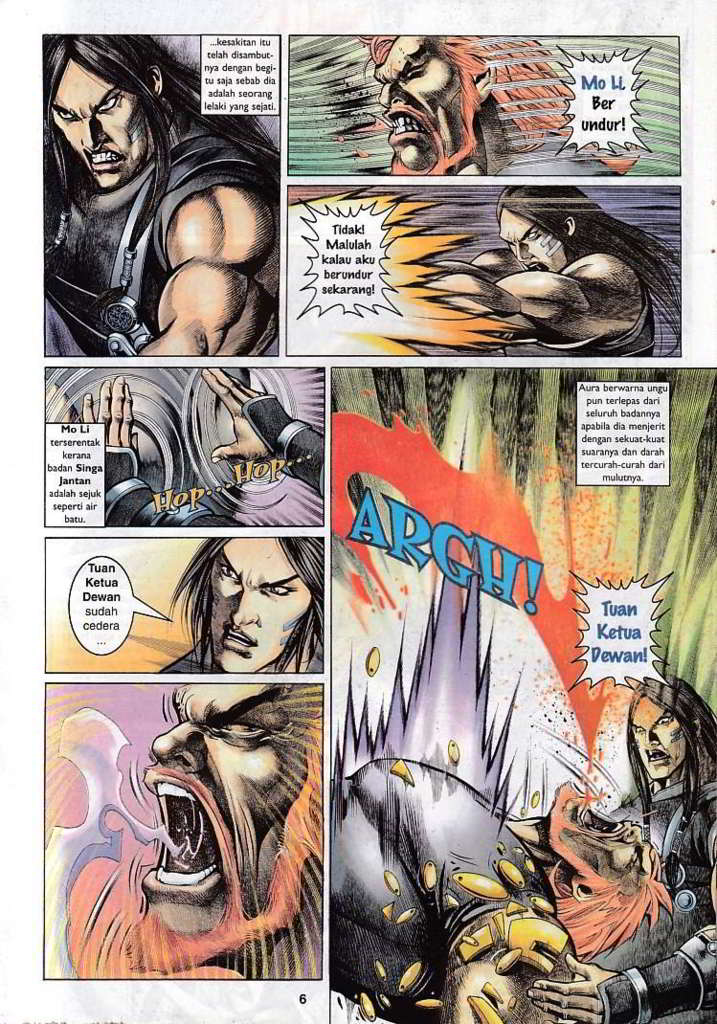 ...kesakitan itu
telah disambut-
nya dengan begi-
tu saja sebab dia
adalah seorang
lelaki yang sejati.
Mo Li
Ber
undur!
Tidak!
Malulah
kalau aku
berundur
sekarang!
Mo Li
terserentak
kerana
badan Singa
Jantan
adalah sejuk
seperti air
batu.
HOP...HOP...
Tuan
Ketua
Dewan
sudah
cedera
...
Aura berwarna ungu
pun terlepas dari
seluruh badannya
apabila dia menjerit
dengan sekuat-kuat
suaranya dan darah
tercurah-curah dari
mulutnya.
ARGH!
Tuan
Ketua
Dewan!
6